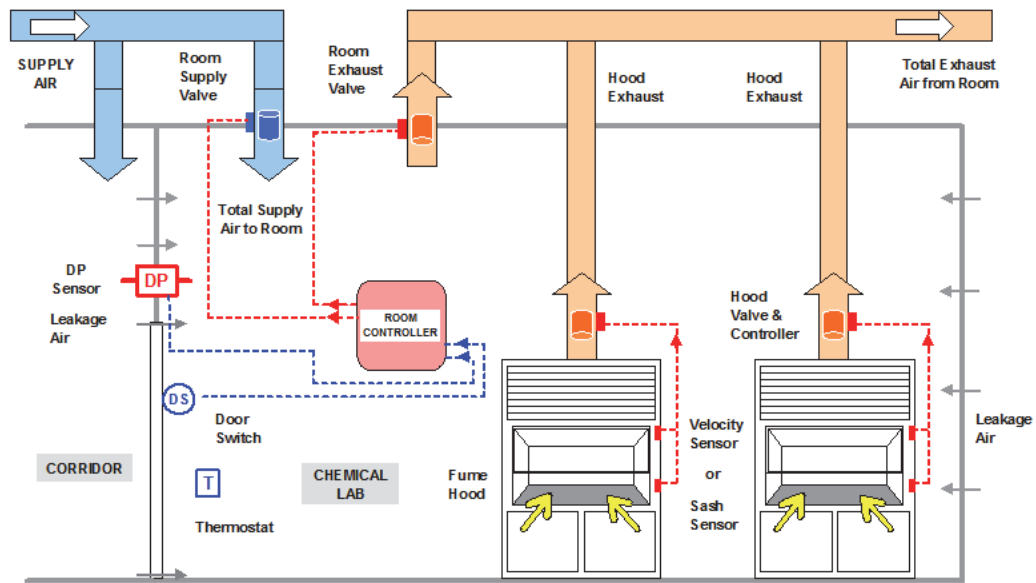 SUPPLY
AIR
Room
Supply
Valve
Room
Exhaust
Valve
Hood
Exhaust
Hood
Exhaust
Total Exhaust
Air from Room
Total Supply
Air to Room
DP
Sensor
DP
Leakage
Air
ROOM
CONTROLLER
Hood
Valve &
Controller
DS
Door
Switch
Velocity
Sensor
or
Sash
Sensor
Leakage
Air
CORRIDOR
T
CHEMICAL
LAB
Fume
Hood
Thermostat